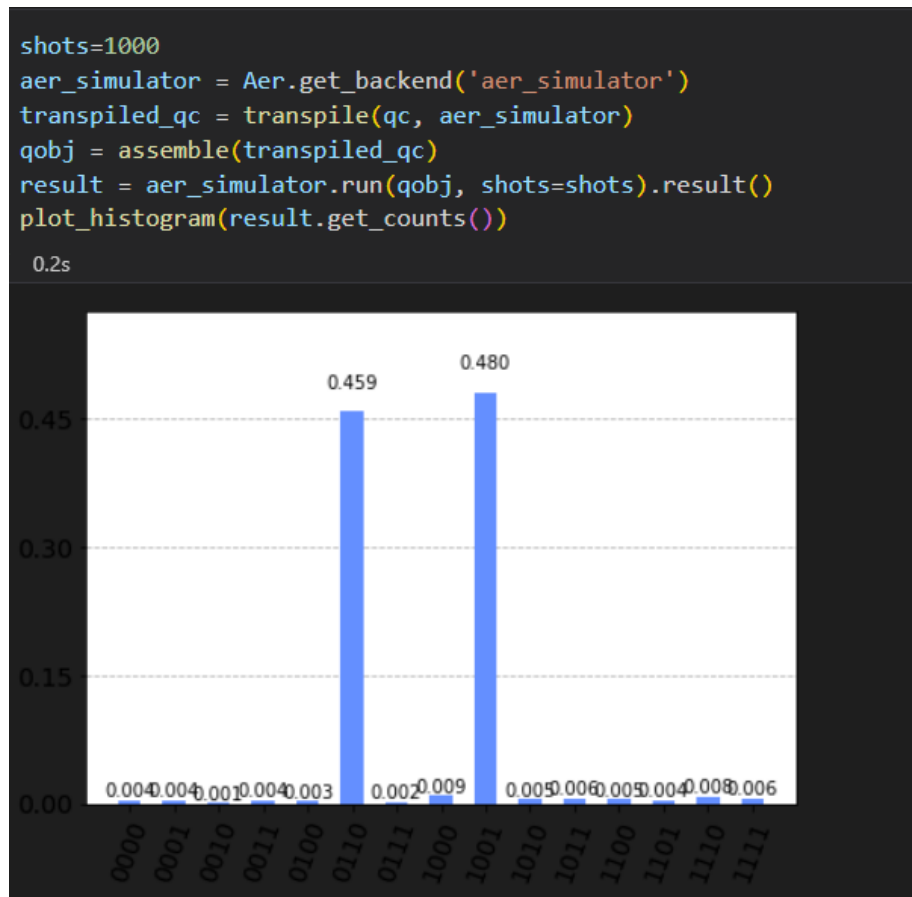 shots=1000
aer_simulator = Aer.get_backend('aer_simulator')
transpiled_qc = transpile(qc, aer_simulator)
qobj = assemble(transpiled_qc)
result = aer_simulator.run(qobj, shots=shots).result()
plot_histogram(result.get_counts())
0.2s
0.480
0.459
0.45
0.30
0.15
0.004 0.004 0.001 0.004 0.003 0.002 0.009 0.005 0.006 0.005 0.004 0.008 0.006
0.00
0000 0001 0010 0011 0100 0110 0111 1000 1001 1010 1011 1100 1101 1110 1111